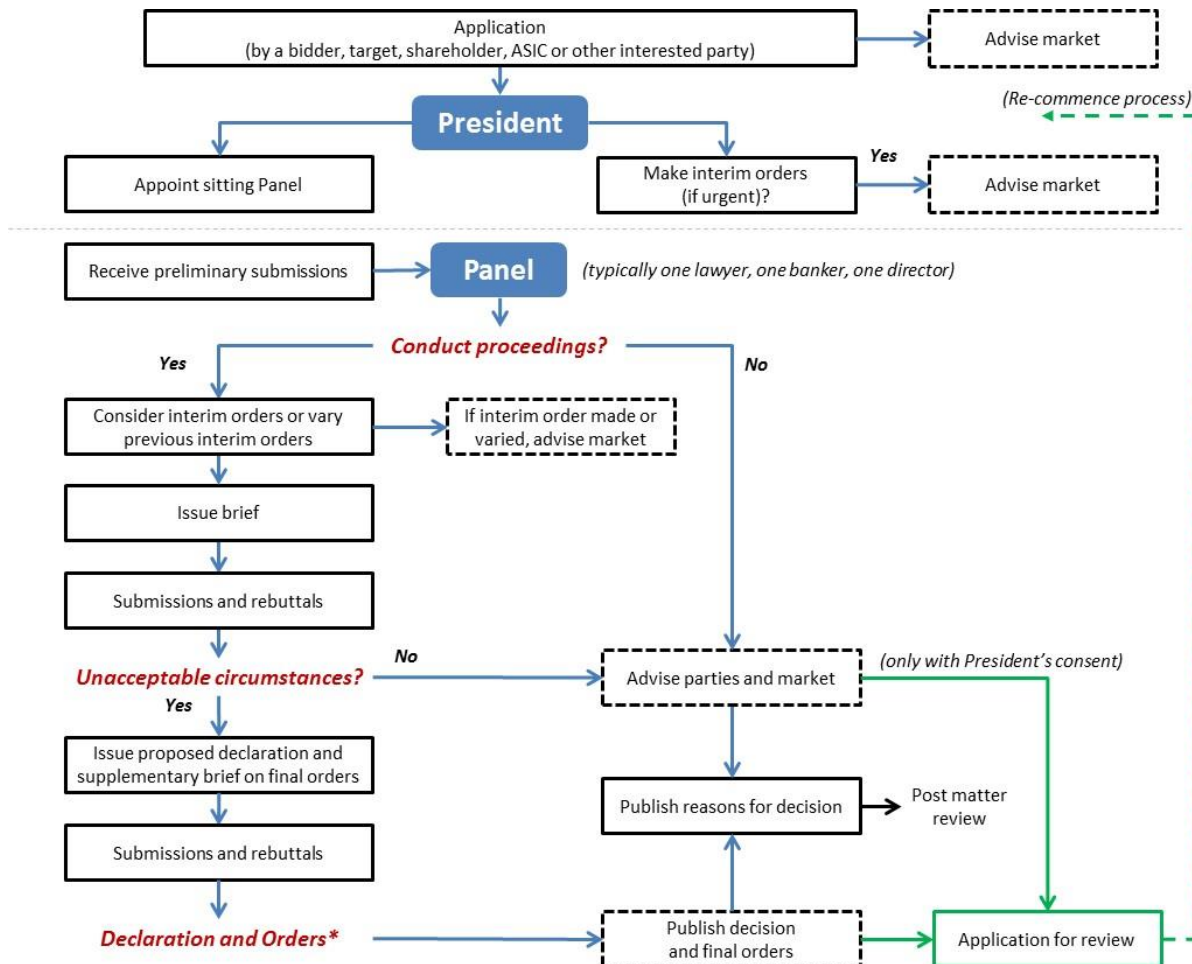 Application
(by a bidder, target, shareholder, ASIC or other interested party)
Advise market
(Re-commence process)
President
Appoint sitting Panel
Make interim orders
(if urgent)?
Yes
Advise market
Receive preliminary submissions
Panel
(typically one lawyer, one banker, one director)
Conduct proceedings?
Yes
No
Consider interim orders or vary
previous interim orders
If interim order made or
varied, advise market
Issue brief
Submissions and rebuttals
Unacceptable circumstances?
No
Advise parties and market
(only with President's consent)
Yes
Issue proposed declaration and
supplementary brief on final orders
Publish reasons for decision
Post matter
review
Submissions and rebuttals
Declaration and Orders*
Publish decision
and final orders
Application for review